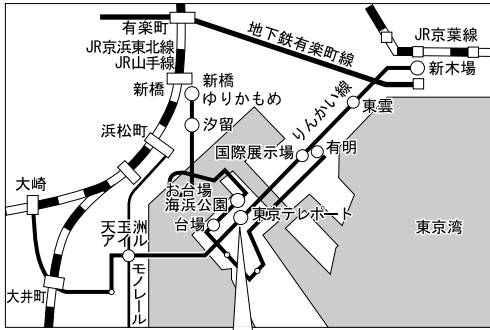 有楽町
JR京浜東北線
JR山手線
新橋
新橋
ゆりかもめ
汐留
浜松町
大崎
大井町
天王洲
アイル
モノレール
お台場
海浜公園
台場
東京テレポート
国際展示場
有明
りんかい線
東雲
地下鉄有楽町線
JR京葉線
新木場
東京湾